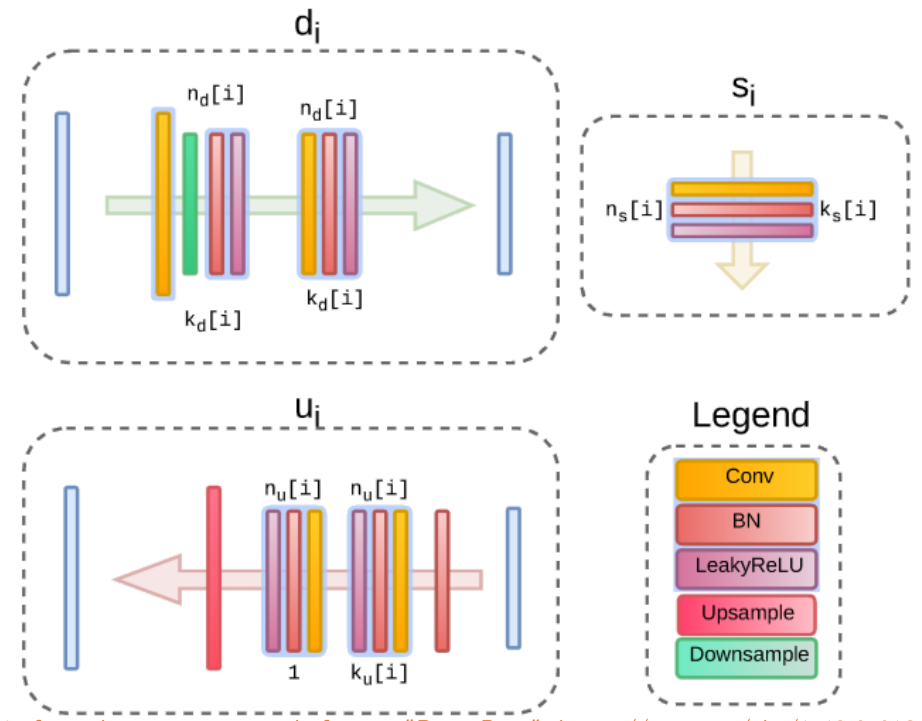 d_i
n_d[i]
n_d[i]
k_d[i]
k_d[i]
s_i
n_s[i]
k_s[i]
u_i
n_u[i]
n_u[i]
1
k_u[i]
Legend
Conv
BN
LeakyReLU
Upsample
Downsample